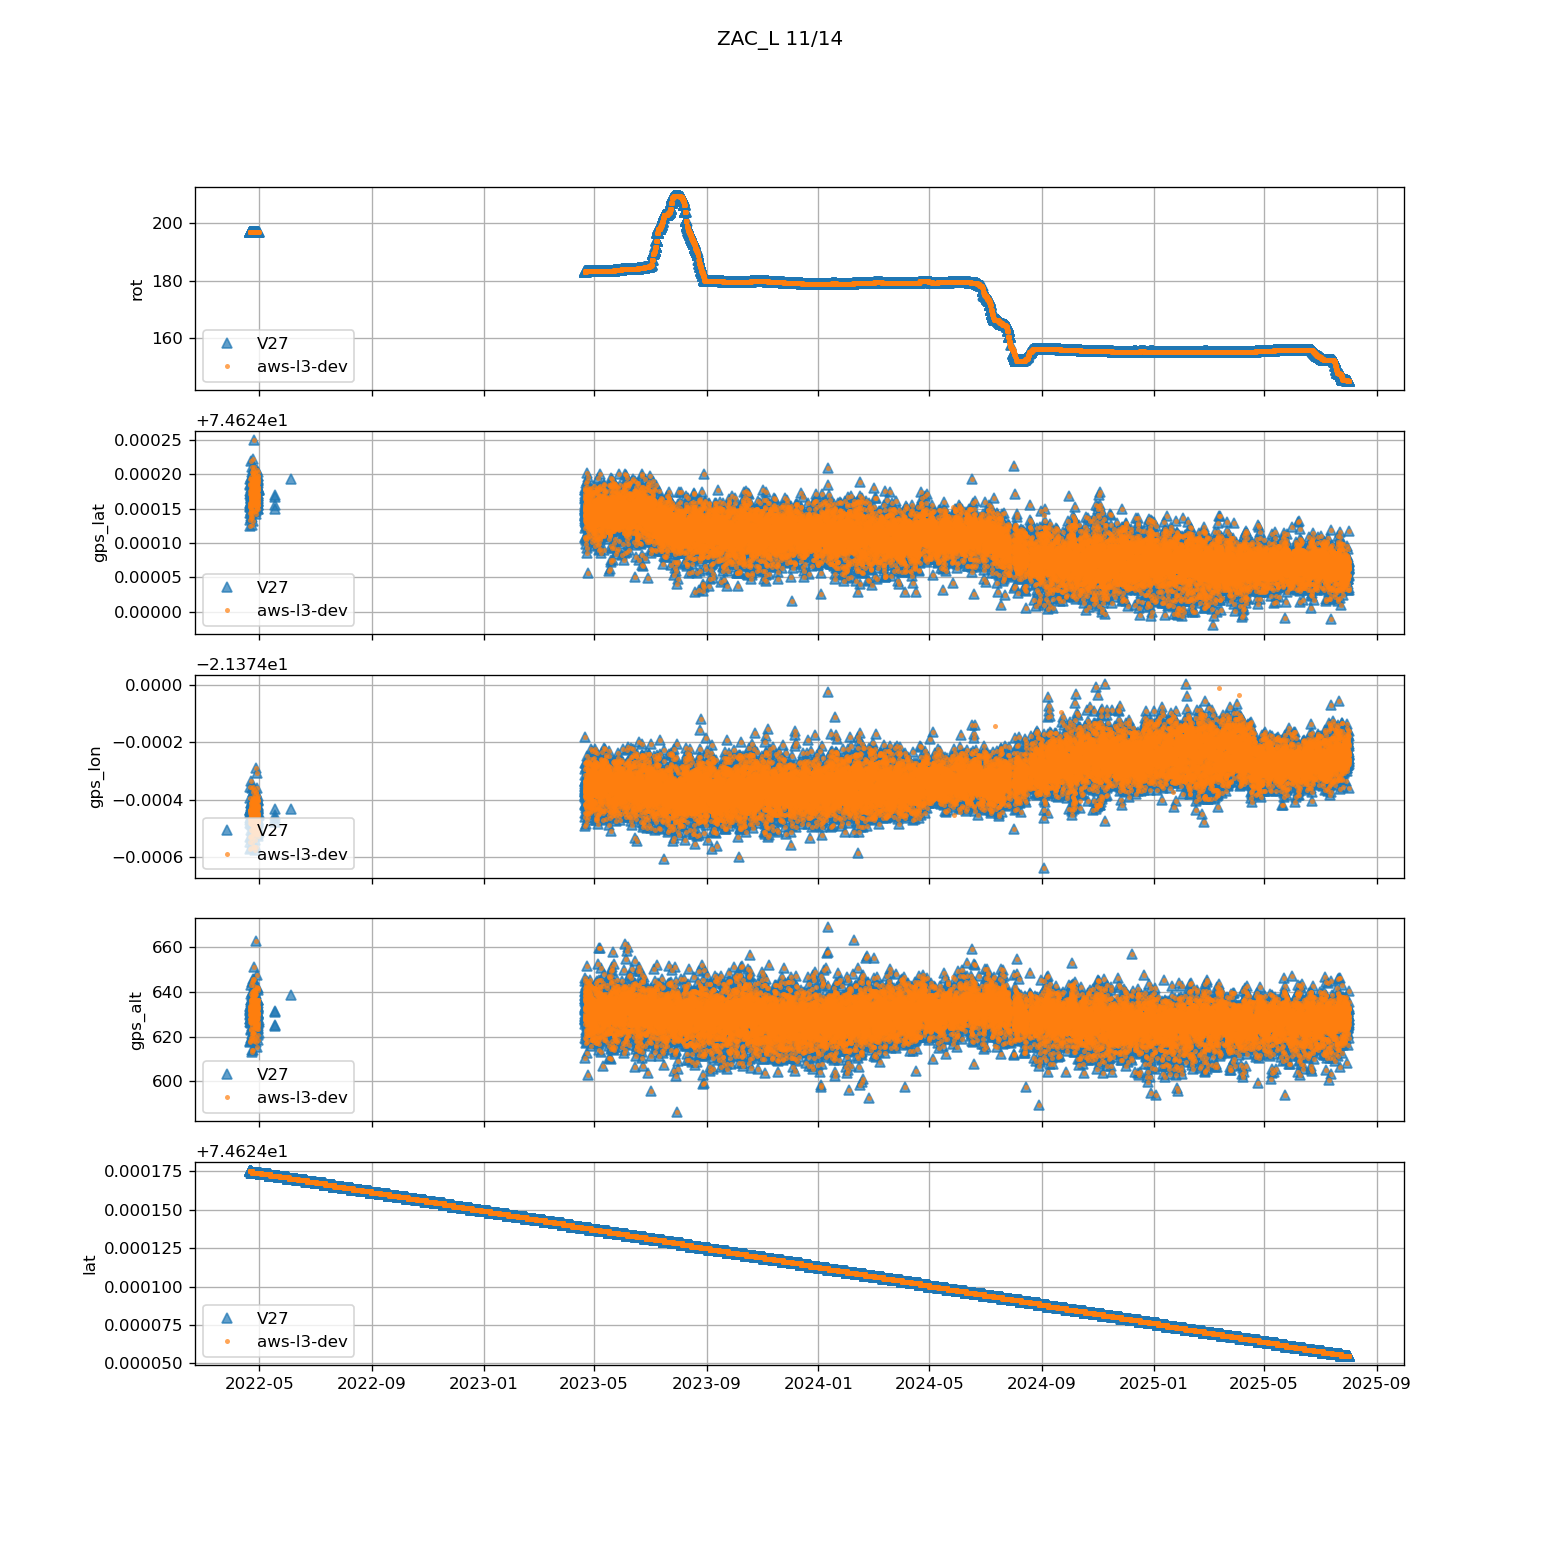 ZAC_L 11/14
200
180
160
rot
V27
aws-l3-dev
+7.4624e1
0.00025
0.00020
0.00015
0.00010
0.00005
0.00000
gps_lat
V27
aws-l3-dev
−2.1374e1
0.0000
−0.0002
−0.0004
−0.0006
gps_lon
V27
aws-l3-dev
660
640
620
600
gps_alt
V27
aws-l3-dev
+7.4624e1
0.000175
0.000150
0.000125
0.000100
0.000075
0.000050
lat
V27
aws-l3-dev
2022-05 2022-09 2023-01 2023-05 2023-09 2024-01 2024-05 2024-09 2025-01 2025-05 2025-09